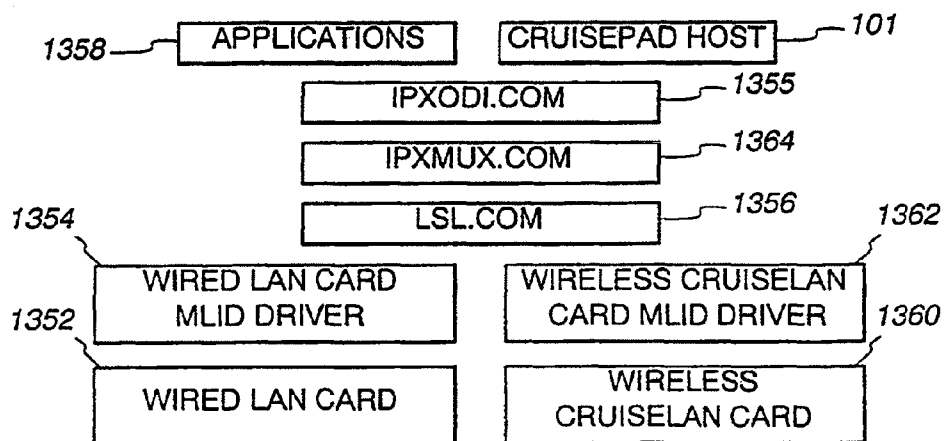 1358
APPLICATIONS
CRUISEPAD HOST
101
IPXODI.COM
1355
IPXMUX.COM
1364
LSL.COM
1356
1354
WIRED LAN CARD
MLID DRIVER
1362
WIRELESS CRUISELAN
CARD MLID DRIVER
1352
WIRED LAN CARD
1360
WIRELESS
CRUISELAN CARD